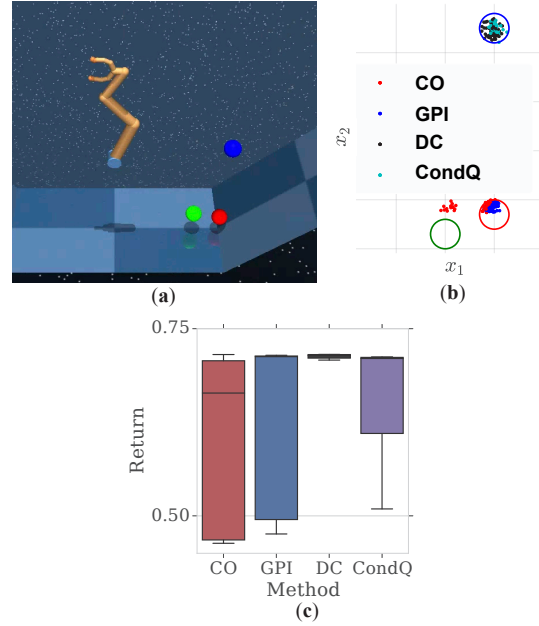 (a)
CO
GPI
DC
CondQ
x₂
x₁
(b)
0.75
0.50
Return
CO GPI DC CondQ
Method
(c)